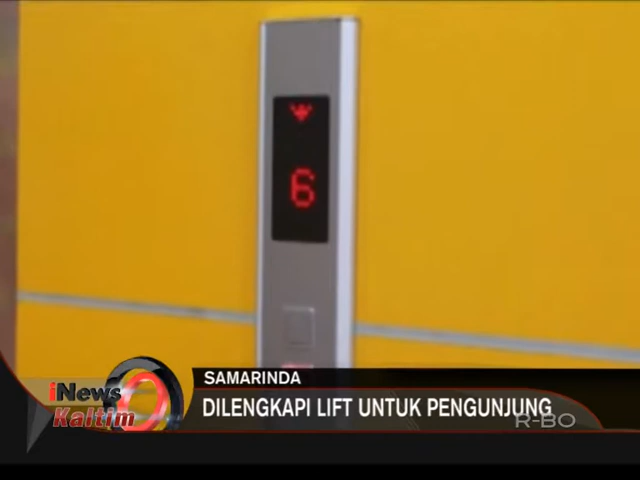 6
SAMARINDA
iNews
Kaltim
DILENGKAPI LIFT UNTUK PENGUNJUNG
R-BO